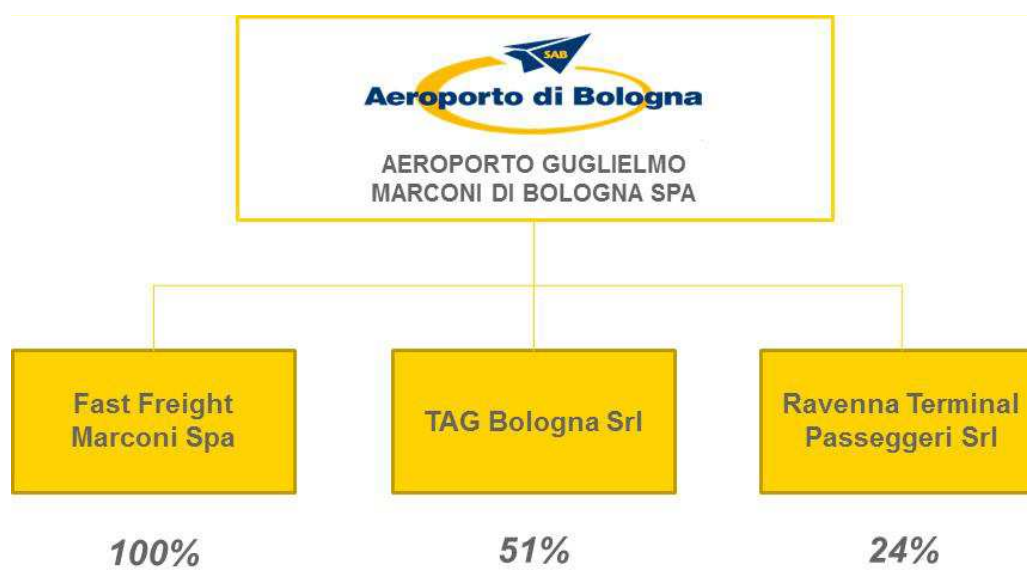 SAB
Aeroporto di Bologna
AEROPORTO GUGLIELMO
MARCONI DI BOLOGNA SPA
Fast Freight
Marconi Spa
TAG Bologna Srl
Ravenna Terminal
Passeggeri Srl
100%
51%
24%